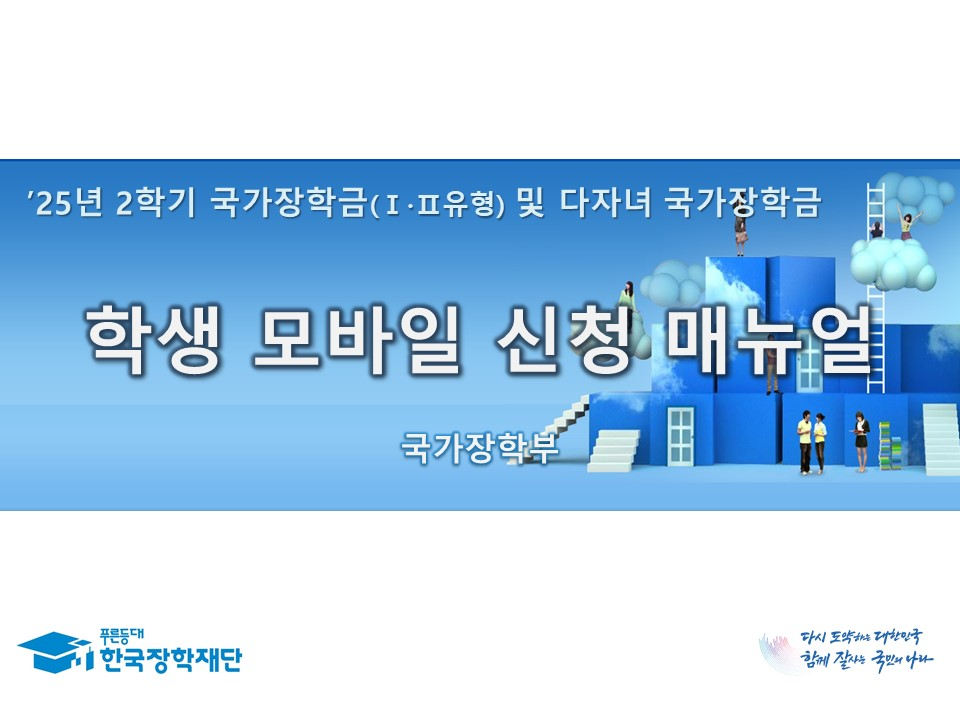 ’25년 2학기 국가장학금(Ⅰ·Ⅱ유형) 및 다자녀 국가장학금
학생 모바일 신청 매뉴얼
국가장학부
푸른등대
한국장학재단
다시 도약하는 대한민국
함께 잘사는 국민의 나라